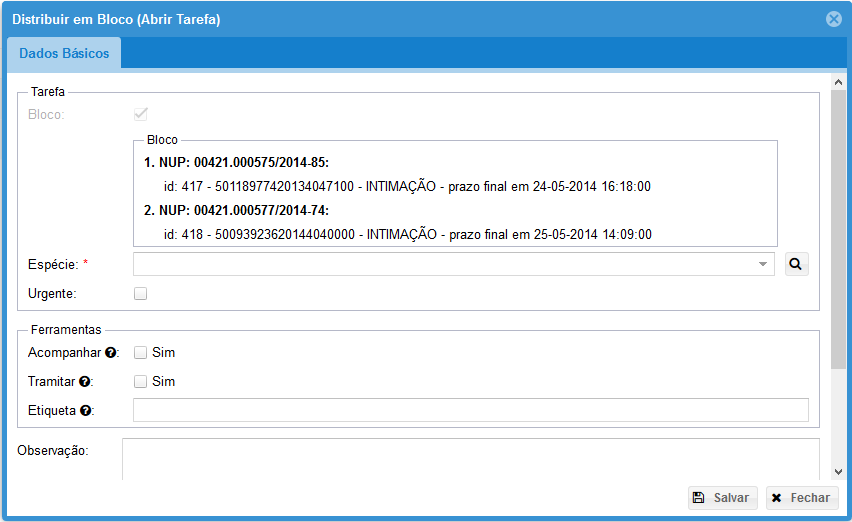 Distribuir em Bloco (Abrir Tarefa)
Dados Básicos
Tarefa
Bloco:
Bloco
1. NUP: 00421.000575/2014-85:
id: 417 - 50118977420134047100 - INTIMAÇÃO - prazo final em 24-05-2014 16:18:00
2. NUP: 00421.000577/2014-74:
id: 418 - 50093923620144040000 - INTIMAÇÃO - prazo final em 25-05-2014 14:09:00
Espécie: *
Urgente:
Ferramentas
Acompanhar ?: Sim
Tramitar ?: Sim
Etiqueta ?:
Observação:
Salvar Fechar